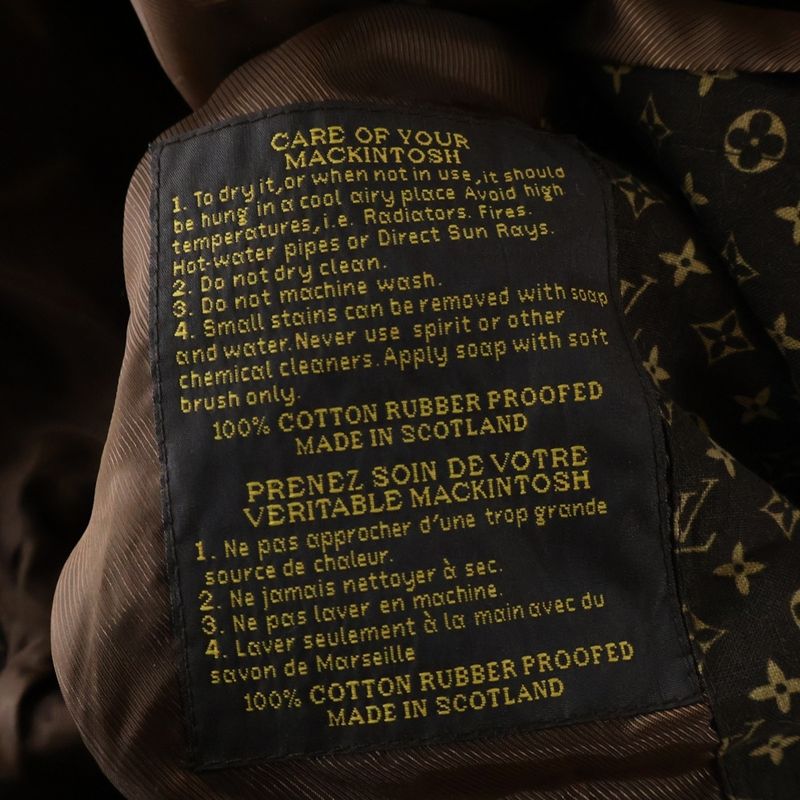 CARE OF YOUR
MACKINTOSH
1. To dry it, or when not in use, it should
be hung in a cool airy place Avoid high
temperatures, i.e. Radiators. Fires.
Hot-water pipes or Direct Sun Rays.
2. Do not dry clean.
3. Do not machine wash.
4. Small stains can be removed with soap
and water. Never use spirit or other
chemical cleaners. Apply soap with soft
brush only.
100% COTTON RUBBER PROOFED
MADE IN SCOTLAND
PRENEZ SOIN DE VOTRE
VERITABLE MACKINTOSH
1. Ne pas approcher d'une trop grande
source de chaleur.
2. Ne jamais nettoyer à sec.
3. Ne pas laver en machine.
4. Laver seulement à la main avec du
savon de Marseille
100% COTTON RUBBER PROOFED
MADE IN SCOTLAND
LV